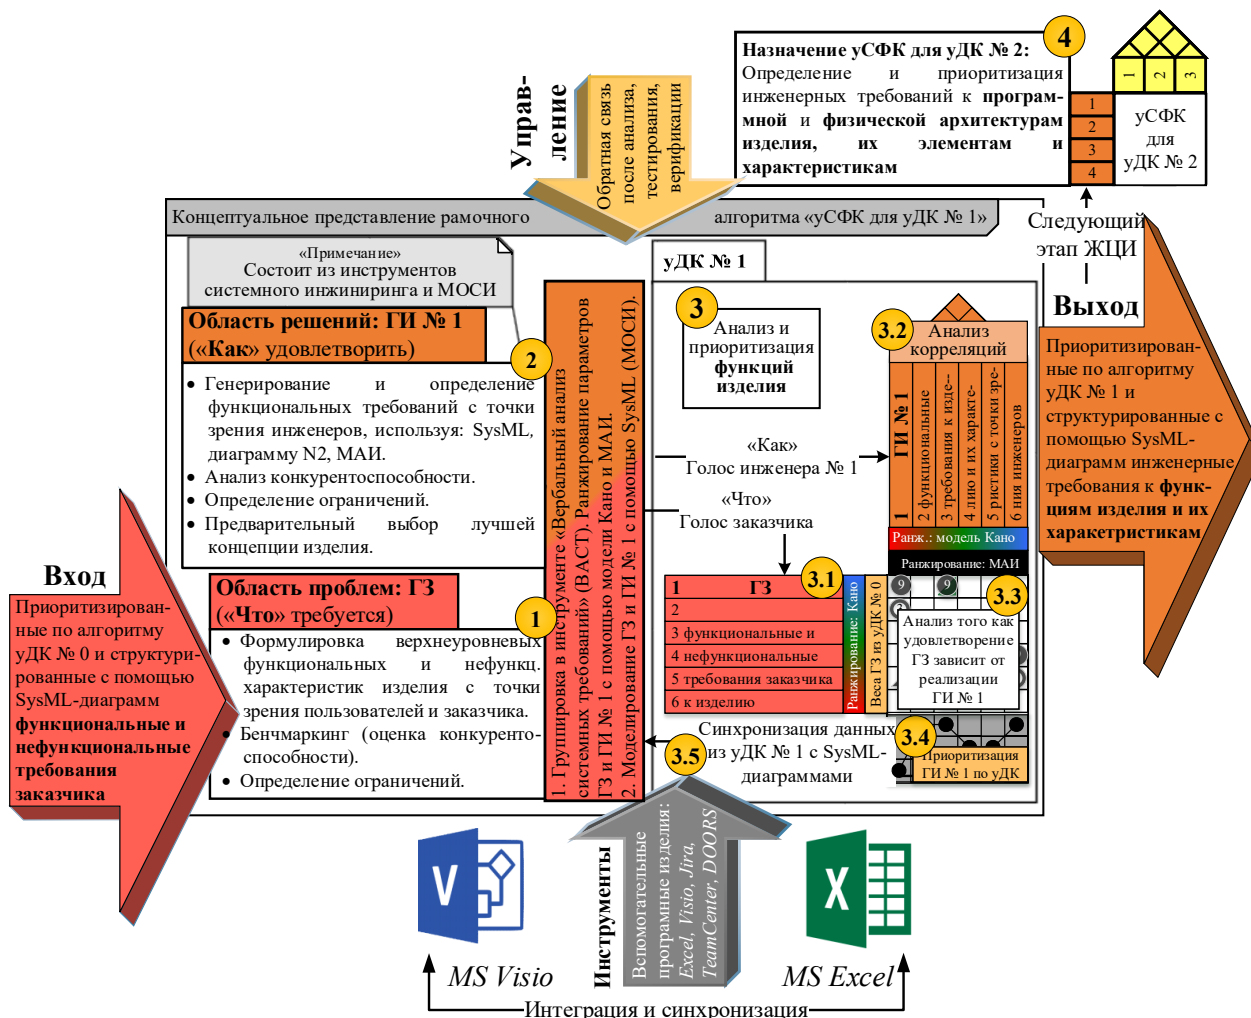 4
Назначение уСФК для уДК № 2:
Определение и приоритизация
инженерных требований к програм-
мной и физической архитектурам
изделия, их элементам и
характеристикам
1
2
3
1
2
3
4
уСФК
для
уДК № 2
Управ-
ление
Обратная связь
после анализа,
тестирования,
верификации
Концептуальное представление рамочного
алгоритма «уСФК для уДК № 1»
Следующий
этап ЖЦИ
«Примечание»
Состоит из инструментов
системного инжиниринга и МОСИ
Область решений: ГИ № 1
(«Как» удовлетворить)
2
• Генерирование и определение
функциональных требований с точки
зрения инженеров, используя: SysML,
диаграмму N2, МАИ.
• Анализ конкурентоспособности.
• Определение ограничений.
• Предварительный выбор лучшей
концепции изделия.
Область проблем: ГЗ
(«Что» требуется)
1
• Формулировка верхнеуровневых
функциональных и нефункц.
характеристик изделия с точки
зрения пользователей и заказчика.
• Бенчмаркинг (оценка конкуренто-
способности).
• Определение ограничений.
1. Группировка в инструменте «Вербальный анализ
системных требований» (ВАСТ). Ранжирование параметров
ГЗ и ГИ № 1 с помощью модели Кано и МАИ.
2. Моделирование ГЗ и ГИ № 1 с помощью SysML (МОСИ).
уДК № 1
3
Анализ и
приоритизация
функций
изделия
«Как»
Голос инженера № 1
«Что»
Голос заказчика
3.2
Анализ
корреляций
1 ГИ № 1
2 функциональные
3 требования к изде--
4 лию и их характе-
5 ристики с точки зре-
6 ния инженеров
Ранж.: модель Кано
Ранжирование: МАИ
3.1
1 ГЗ
2
3 функциональные и
4 нефункциональные
5 требования заказчика
6 к изделию
Ранжирование: Кано
Веса ГЗ из уДК № 0
9
9
3.3
Анализ того как
удовлетворение
ГЗ зависит от
реализации
ГИ № 1
3.4
Приоритизация
ГИ № 1 по уДК
3.5
Синхронизация данных
из уДК № 1 с SysML-
диаграммами
Вход
Приоритизирован-
ные по алгоритму
уДК № 0 и структури-
рованные с помощью
SysML-диаграмм
функциональные и
нефункциональные
требования
заказчика
Выход
Приоритизирован-
ные по алгоритму
уДК № 1 и
структурированные с
помощью SysML-
диаграмм инженерные
требования к функ-
циям изделия и их
характеристикам
Инструменты
Вспомогательные
програмные изделия:
Excel, Visio, Jira,
TeamCenter, DOORS
V
MS Visio
X
MS Excel
Интеграция и синхронизация